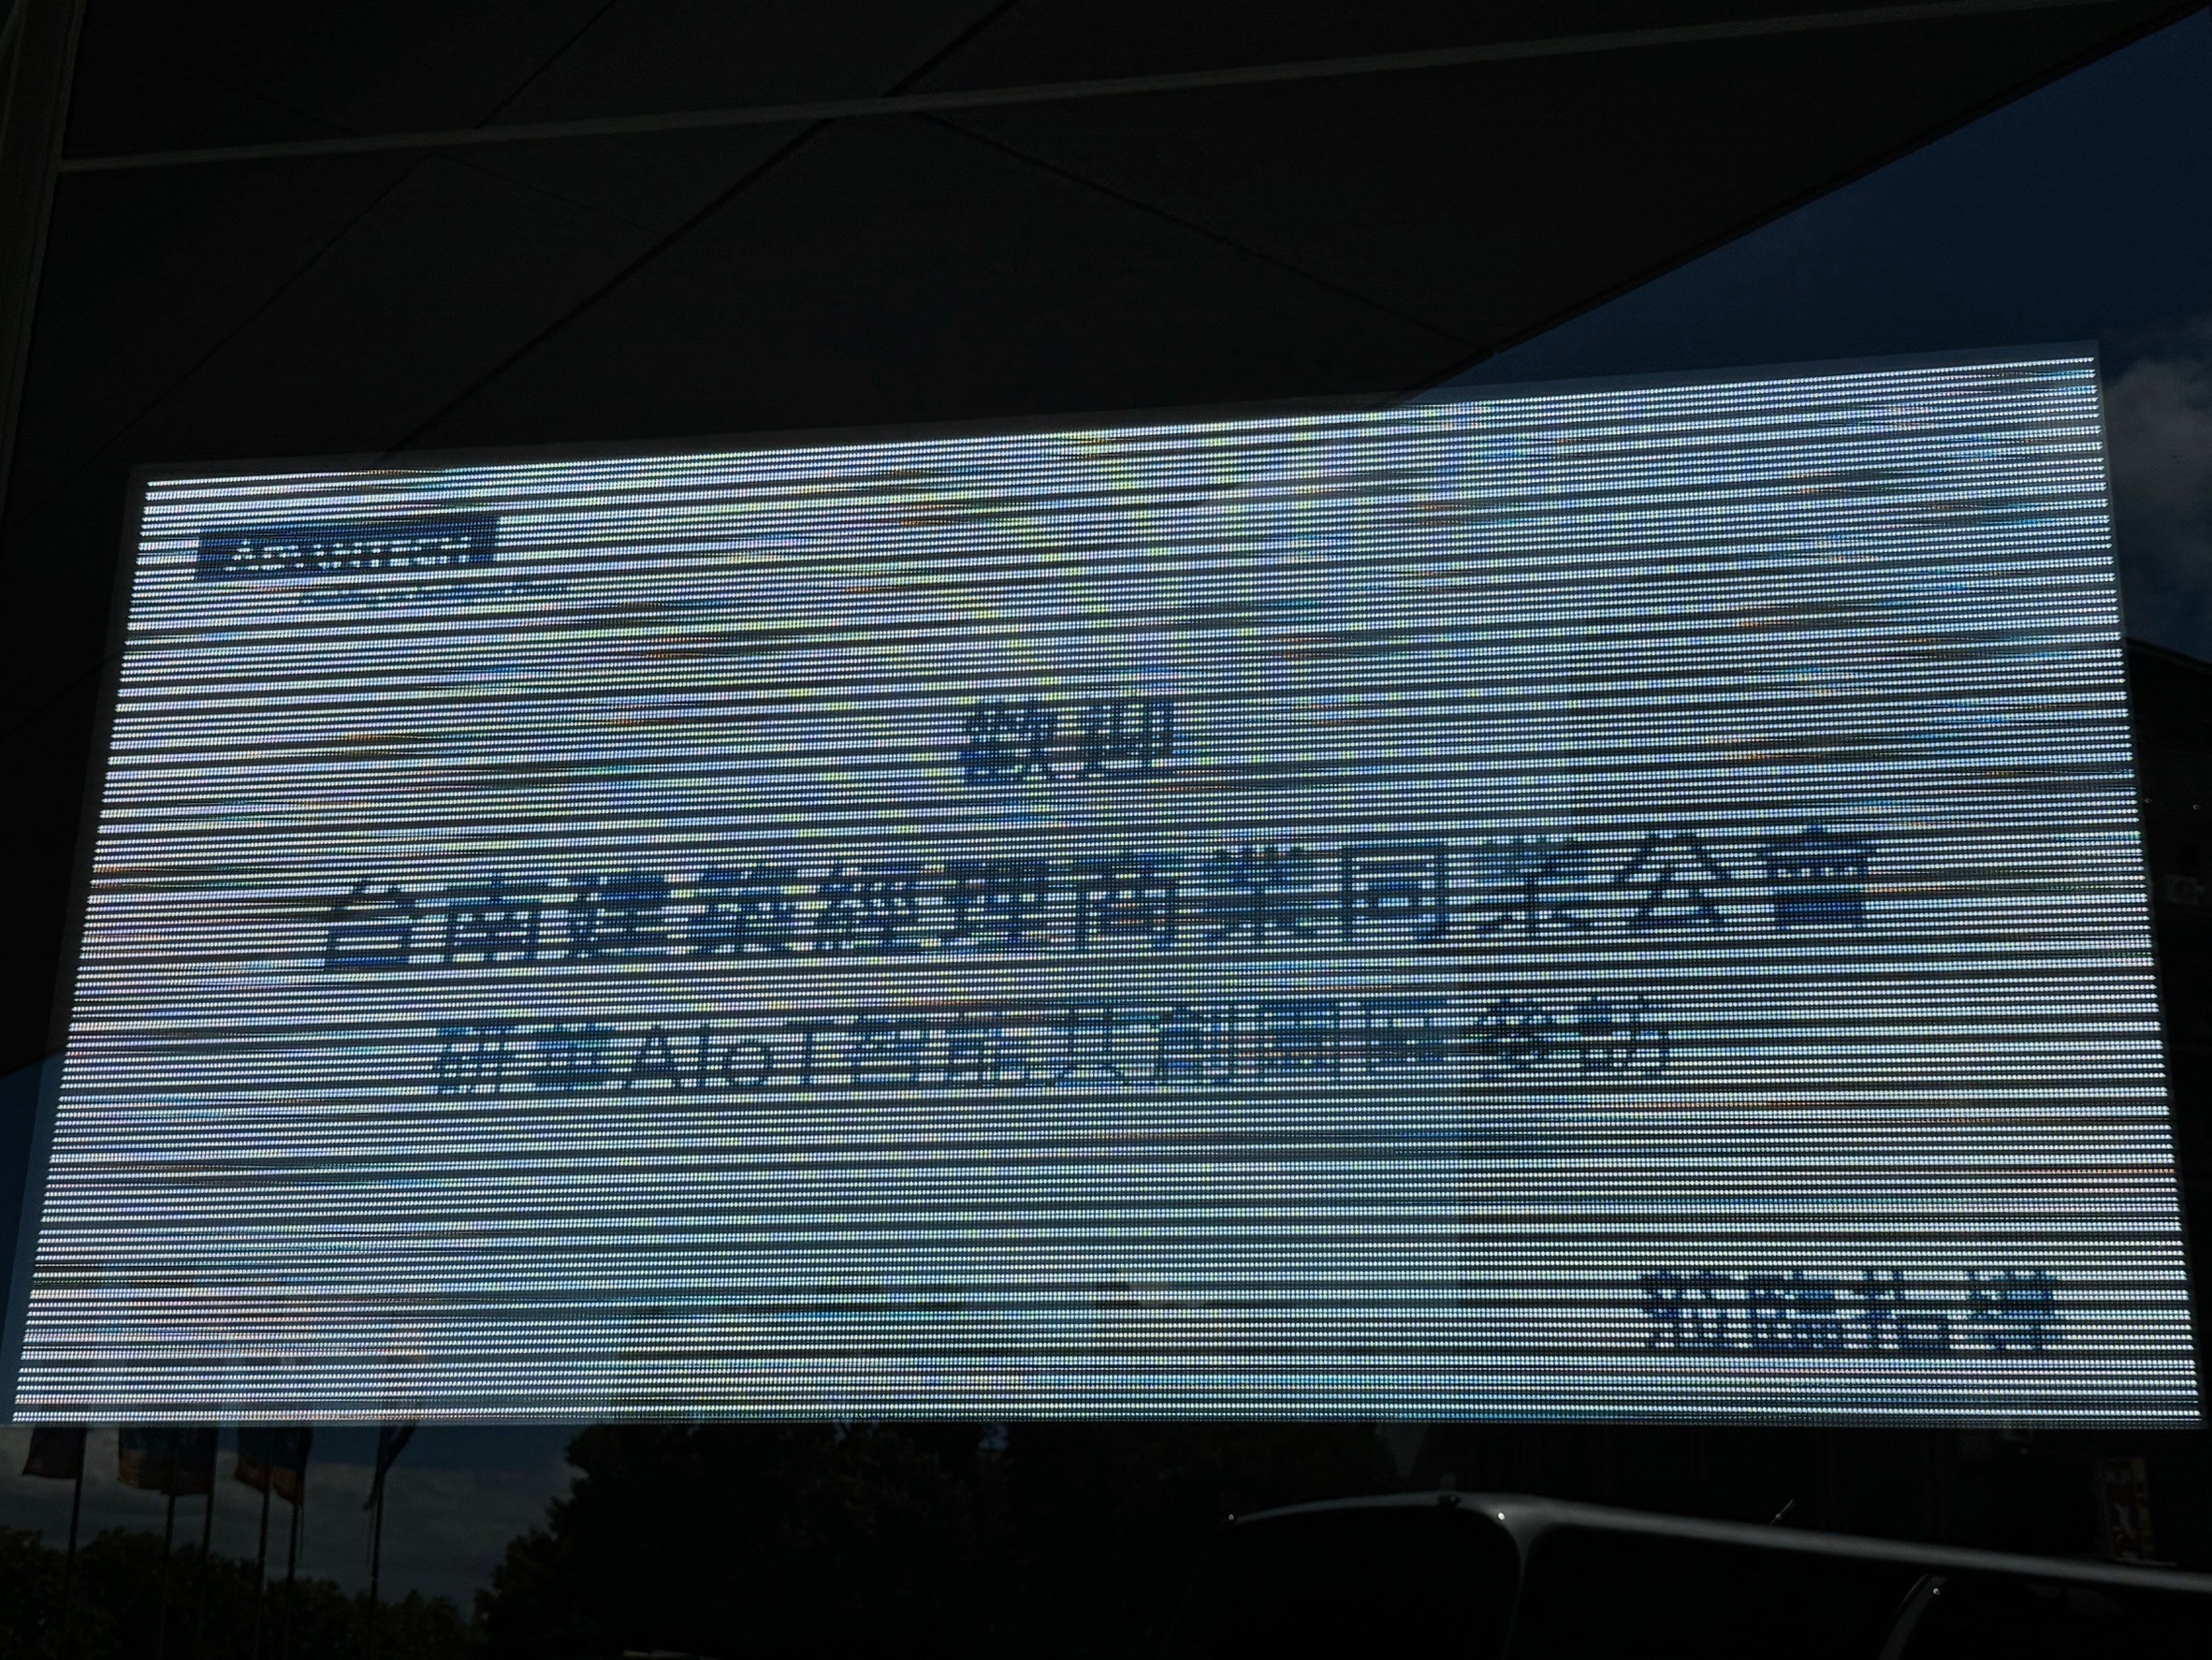 ADVANTECH
歡迎
台南建築經理商業同業公會
研華AIoT智能共創園區參訪
蒞臨指導